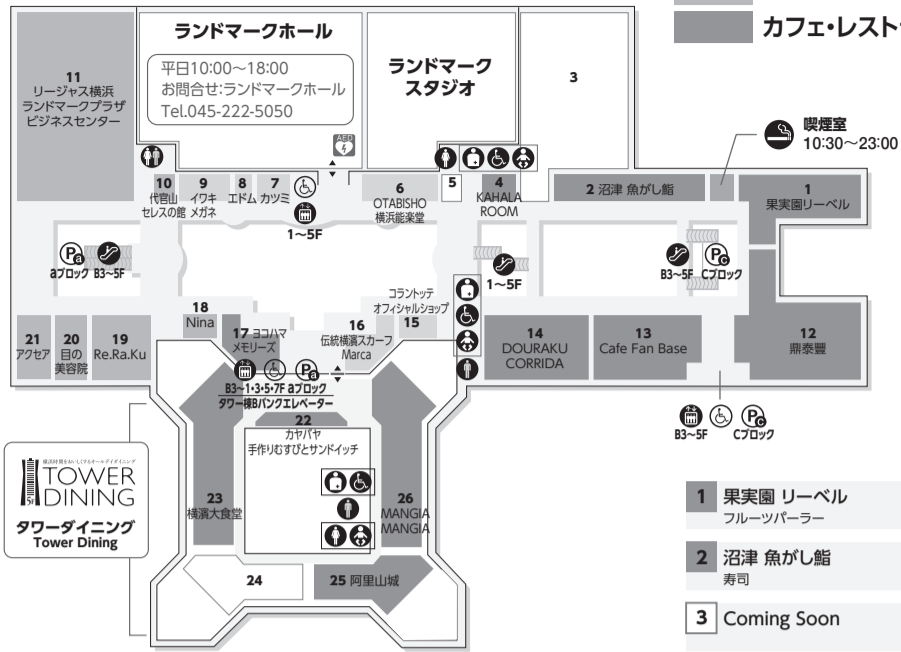 カフェ・レスト
ランドマークホール
平日10:00〜18:00
お問合せ:ランドマークホール
Tel.045-222-5050
ランドマーク
スタジオ
3
11
リージャス横浜
ランドマークプラザ
ビジネスセンター
AED
喫煙室
10:30〜23:00
10
代官山
セレスの館
9
イワキ
メガネ
8
エドム
7
カツミ
1〜5F
6
OTABISHO
横浜能楽堂
5
4
KAHALA
ROOM
2 沼津 魚がし鮨
1
果実園リーベル
Pa
aブロック
B3〜5F
1〜5F
B3〜5F
Pc
Cブロック
21
アクセア
20
目の
美容院
19
Re.Ra.Ku
18
Nina
17 ヨコハマ
メモリーズ
16
伝統横濱スカーフ
Marca
コラントッテ
オフィシャルショップ
15
14
DOURAKU
CORRIDA
13
Cafe Fan Base
12
鼎泰豐
Pa
B3〜1・3・5・7F aブロック
タワー棟Bバンクエレベーター
Pc
B3〜5F
Cブロック
22
カヤバヤ
手作りむすびとサンドイッチ
23
横濱大食堂
26
MANGIA
MANGIA
24
25 阿里山城
5F
TOWER
DINING
タワーダイニング
Tower Dining
1 果実園 リーベル
フルーツパーラー
2 沼津 魚がし鮨
寿司
3 Coming Soon